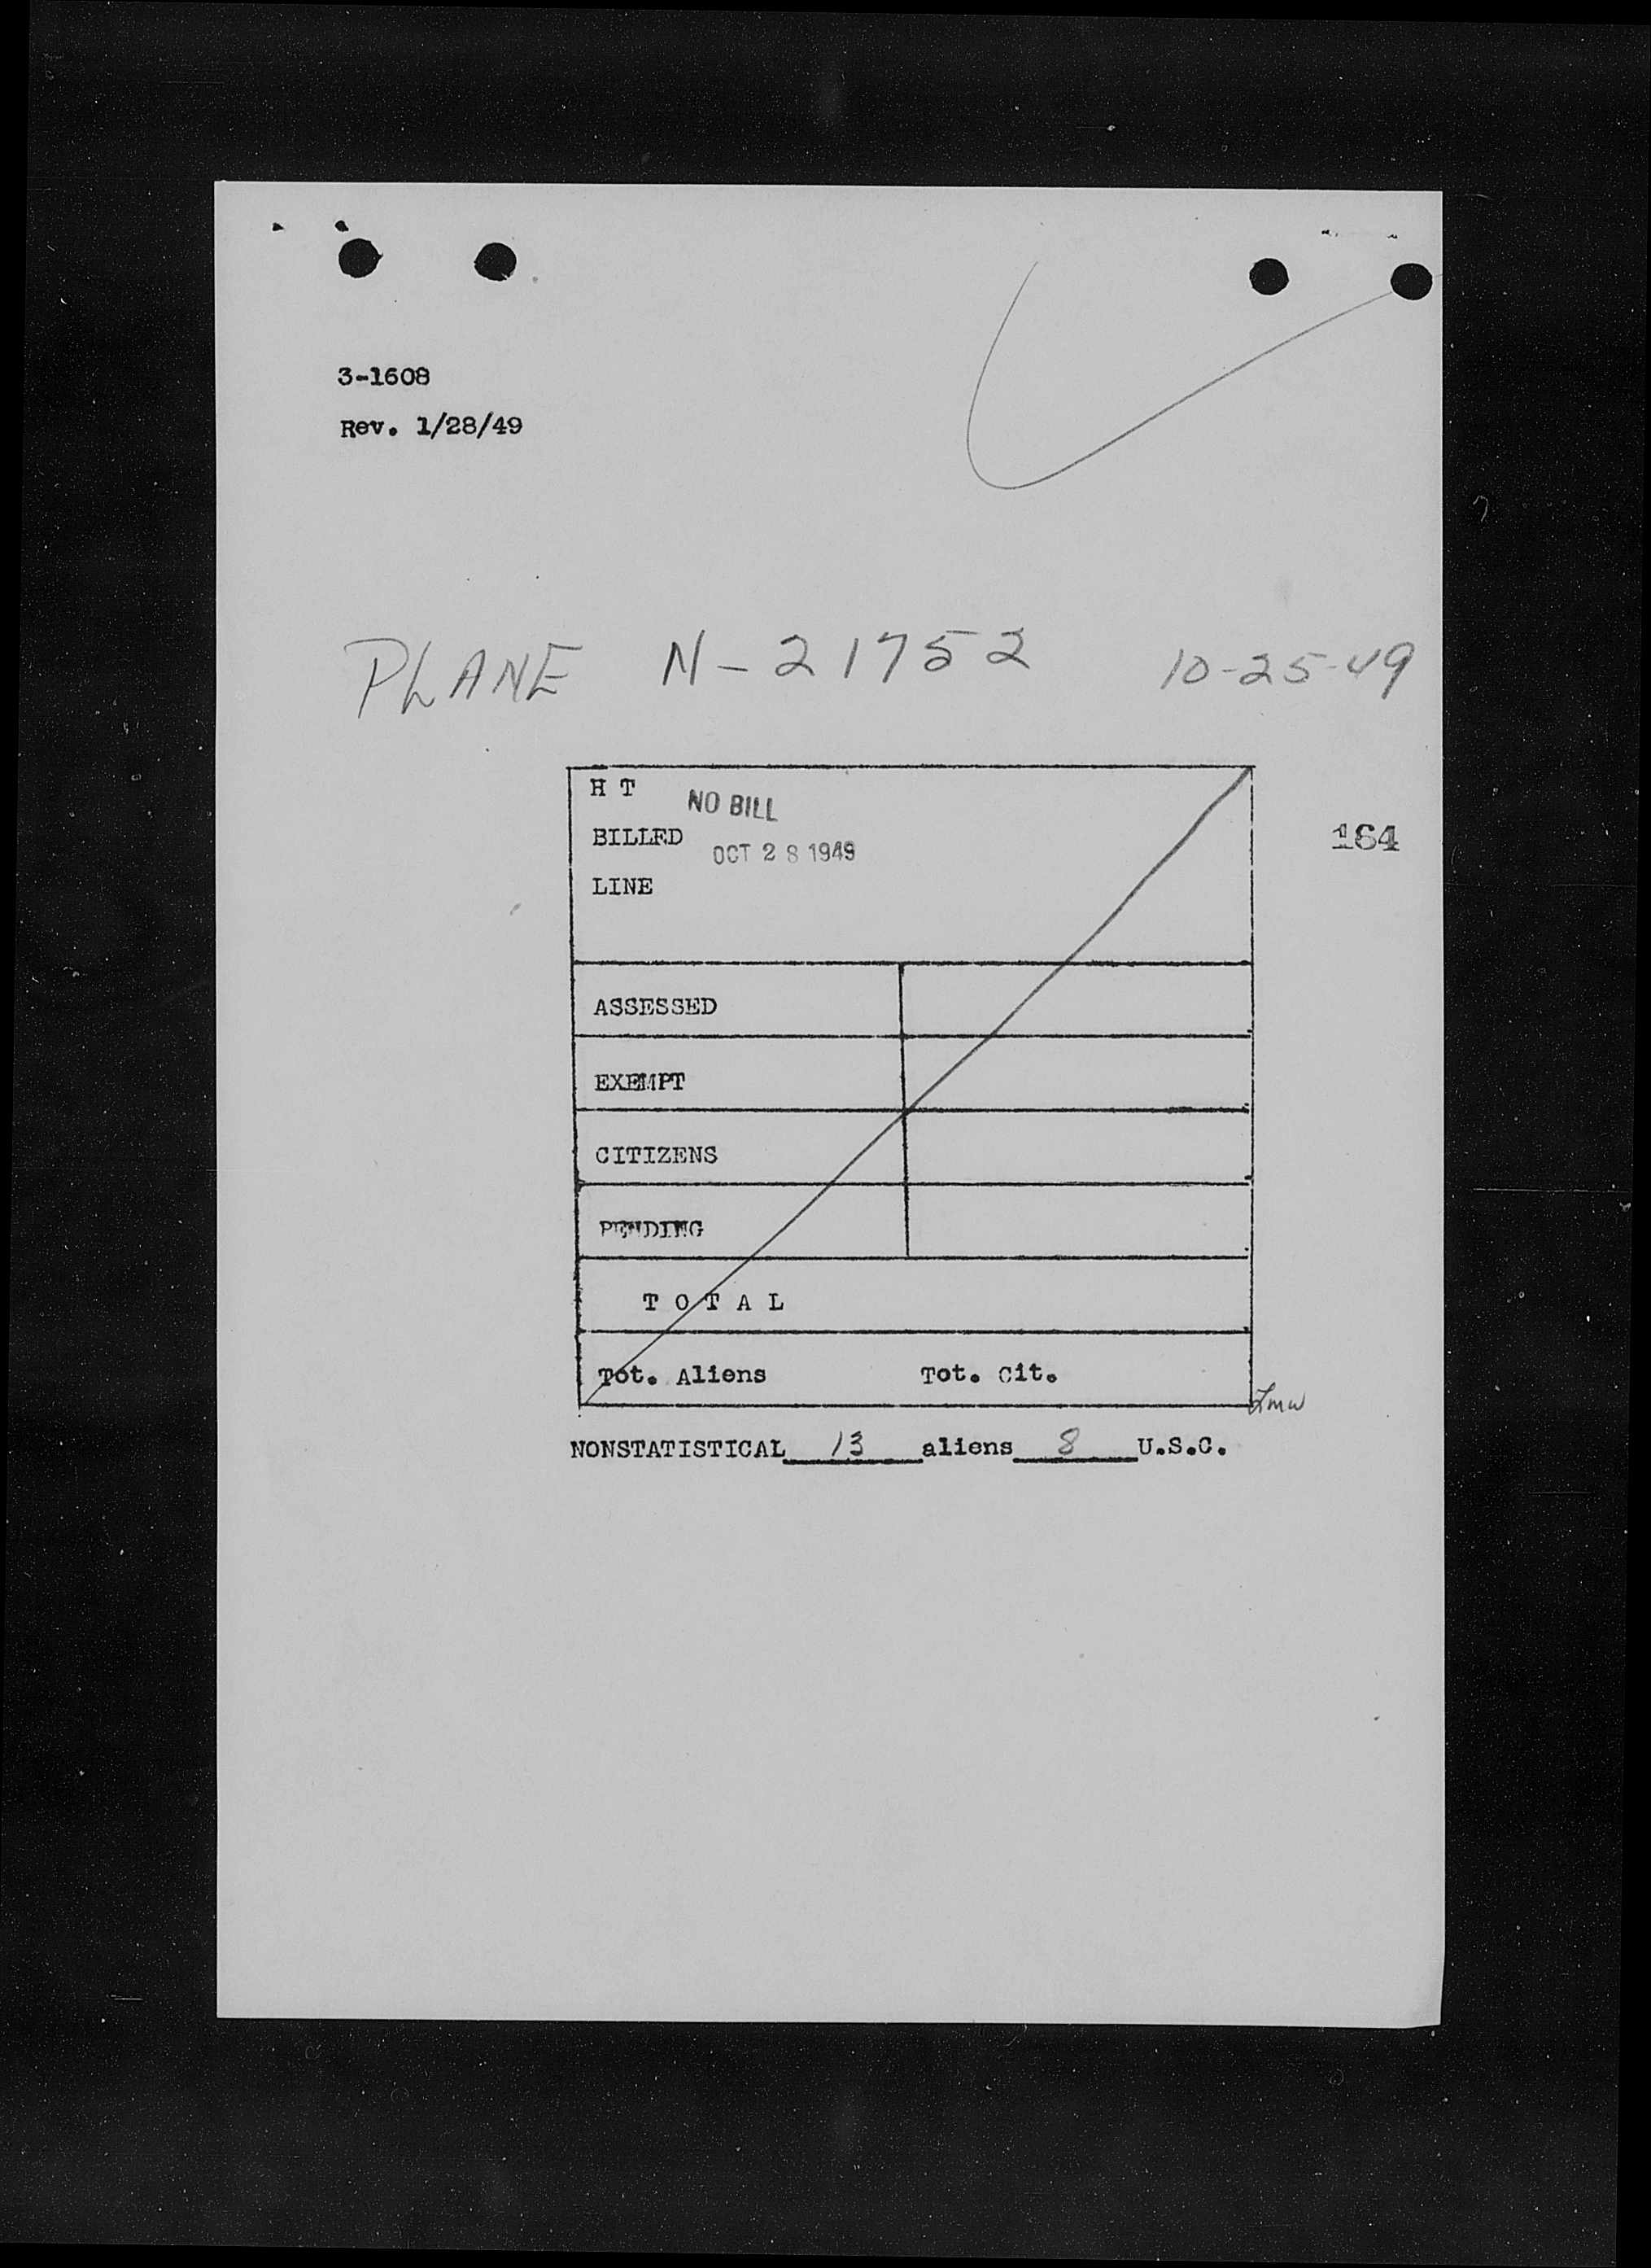 3-1608
Rev. 1/28/49
PLANE N-21752 10-25-49
H T NO BILL
BILLED OCT 28 1949
LINE
164
ASSESSED
EXEMPT
CITIZENS
PENDING
T O T A L
Tot. Aliens Tot. Cit.
Lmw
NONSTATISTICAL 13 aliens 8 U.S.C.